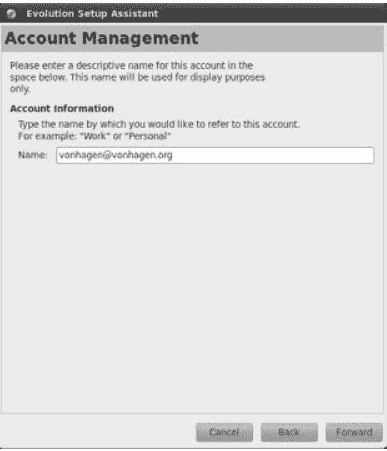 Evolution Setup Assistant
Account Management
Please enter a descriptive name for this account in the
space below. This name will be used for display purposes
only.
Account Information
Type the name by which you would like to refer to this account.
For example: "Work" or "Personal"
Name: vonhagen@vonhagen.org
Cancel Back Forward